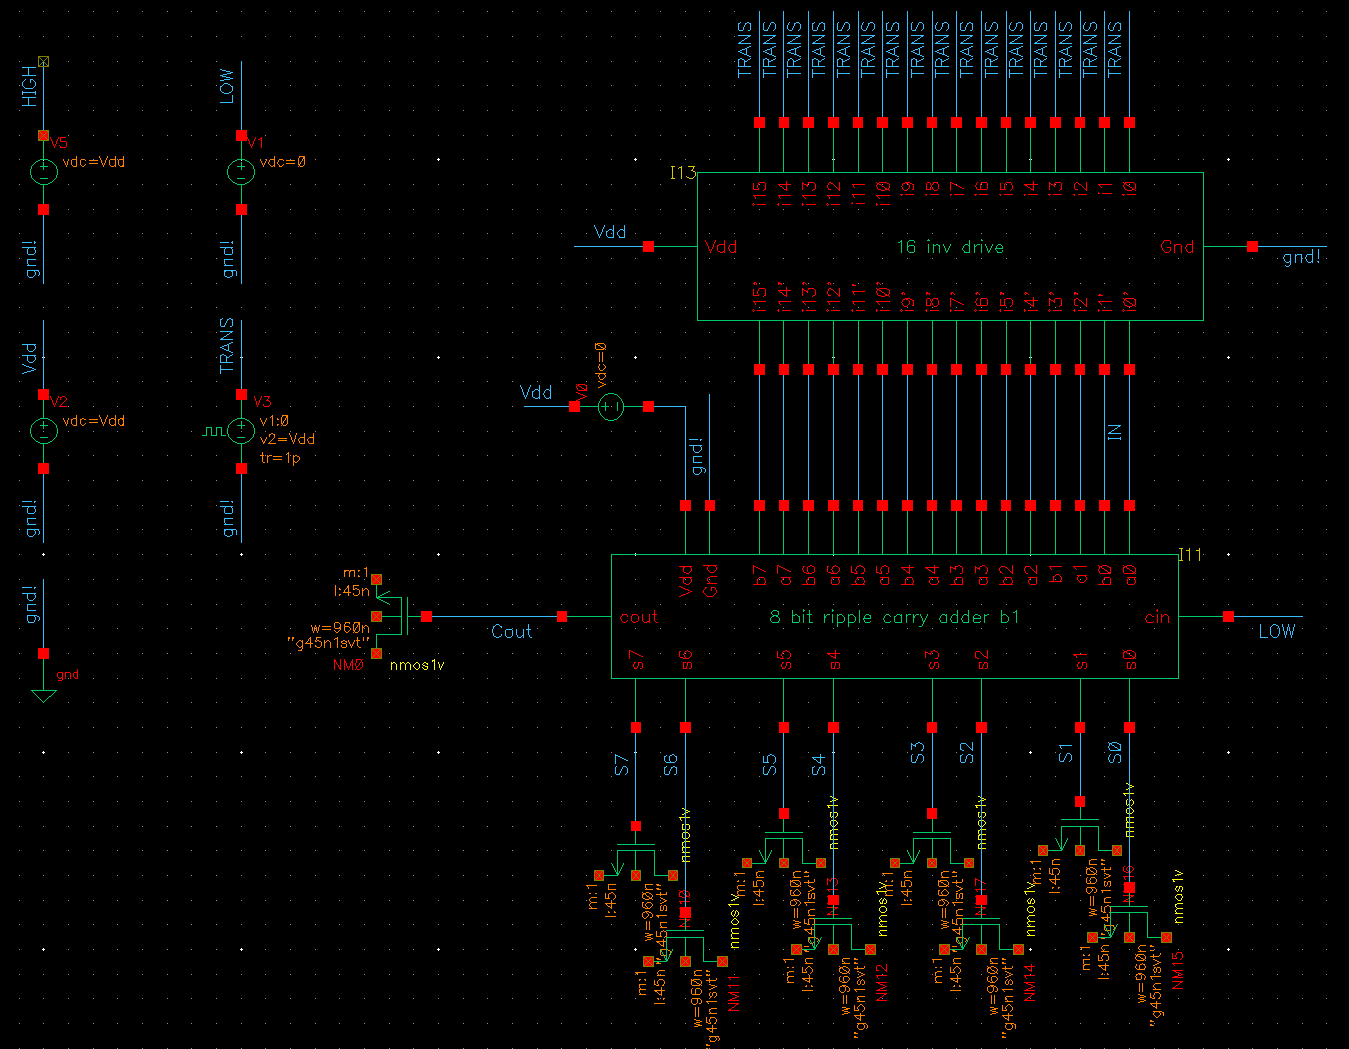 TRANS TRANS TRANS TRANS TRANS TRANS TRANS TRANS TRANS TRANS TRANS TRANS TRANS TRANS TRANS TRANS
HIGH
V5
vdc=Vdd
gnd!
LOW
V1
vdc=0
gnd!
I13
i15 i14 i13 i12 i11 i10 i9 i8 i7 i6 i5 i4 i3 i2 i1 i0
Vdd
Vdd
16 inv drive
Gnd
gnd!
i15' i14' i13' i12' i11' i10' i9' i8' i7' i6' i5' i4' i3' i2' i1' i0'
Vdd
V2
vdc=Vdd
gnd!
TRANS
V3
v1:0
v2=Vdd
tr=1p
gnd!
Vdd
V0
vdc=0
gnd!
IN
I11
Vdd Gnd b7 a7 b6 a6 b5 a5 b4 a4 b3 a3 b2 a2 b1 a1 b0 a0
cout
8 bit ripple carry adder b1
cin
LOW
s7 s6 s5 s4 s3 s2 s1 s0
gnd!
gnd
m:1
l:45n
w=960n
"g45n1svt"
NM0
nmos1v
Cout
S7 S6 S5 S4 S3 S2 S1 S0
nmos1v
nmos1v
nmos1v
nmos1v
m:1
l:45n
w=960n
"g45n1svt"
m:1
l:45n
w=960n
"g45n1svt"
NM13
m:1
l:45n
w=960n
"g45n1svt"
NM17
m:1
l:45n
w=960n
"g45n1svt"
NM16
nmos1v
m:1
l:45n
w=960n
"g45n1svt"
NM11
nmos1v
m:1
l:45n
w=960n
"g45n1svt"
NM12
nmos1v
m:1
l:45n
w=960n
"g45n1svt"
NM14
nmos1v
m:1
l:45n
w=960n
"g45n1svt"
NM15